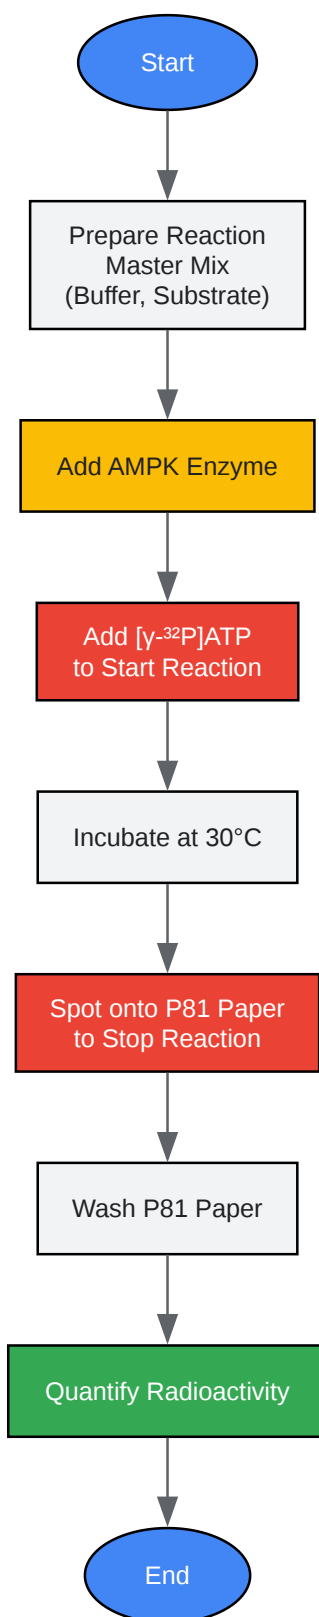 Start
Prepare Reaction
Master Mix
(Buffer, Substrate)
Add AMPK Enzyme
Add [γ-³²P]ATP
to Start Reaction
Incubate at 30°C
Spot onto P81 Paper
to Stop Reaction
Wash P81 Paper
Quantify Radioactivity
End